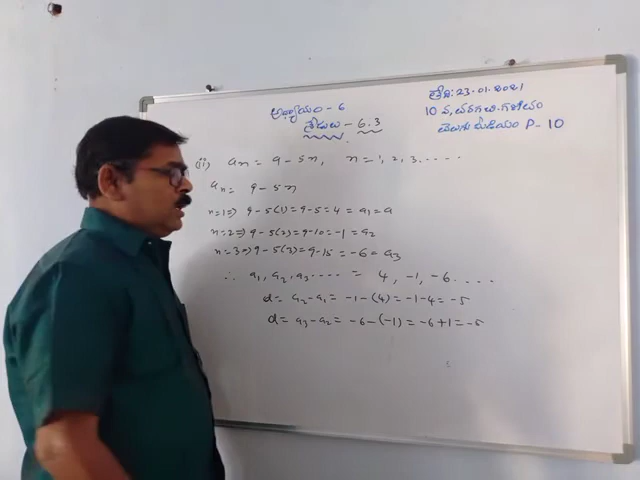 అధ్యాయం - 6
శ్రేఢులు - 6.3
తేది: 23.01.2021
10 వ, తరగతి. గణితం
తెలుగు మీడియం P-10
(ii) an = 9 - 5n, n = 1, 2, 3.....
an = 9 - 5n
n=1 ⇒ 9 - 5(1) = 9 - 5 = 4 = a1 = a
n=2 ⇒ 9 - 5(2) = 9 - 10 = -1 = a2
n=3 ⇒ 9 - 5(3) = 9 - 15 = -6 = a3
∴ a1, a2, a3 ..... = 4, -1, -6 ....
d = a2 - a1 = -1 - (4) = -1 - 4 = -5
d = a3 - a2 = -6 - (-1) = -6 + 1 = -5